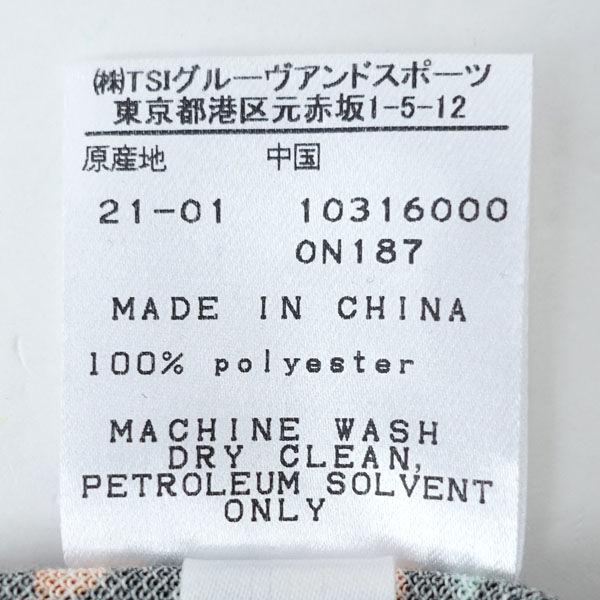 ㈱TSIグルーヴアンドスポーツ
東京都港区元赤坂1-5-12
原産地 中国
21-01 10316000
0N187
MADE IN CHINA
100% polyester
MACHINE WASH
DRY CLEAN,
PETROLEUM SOLVENT
ONLY